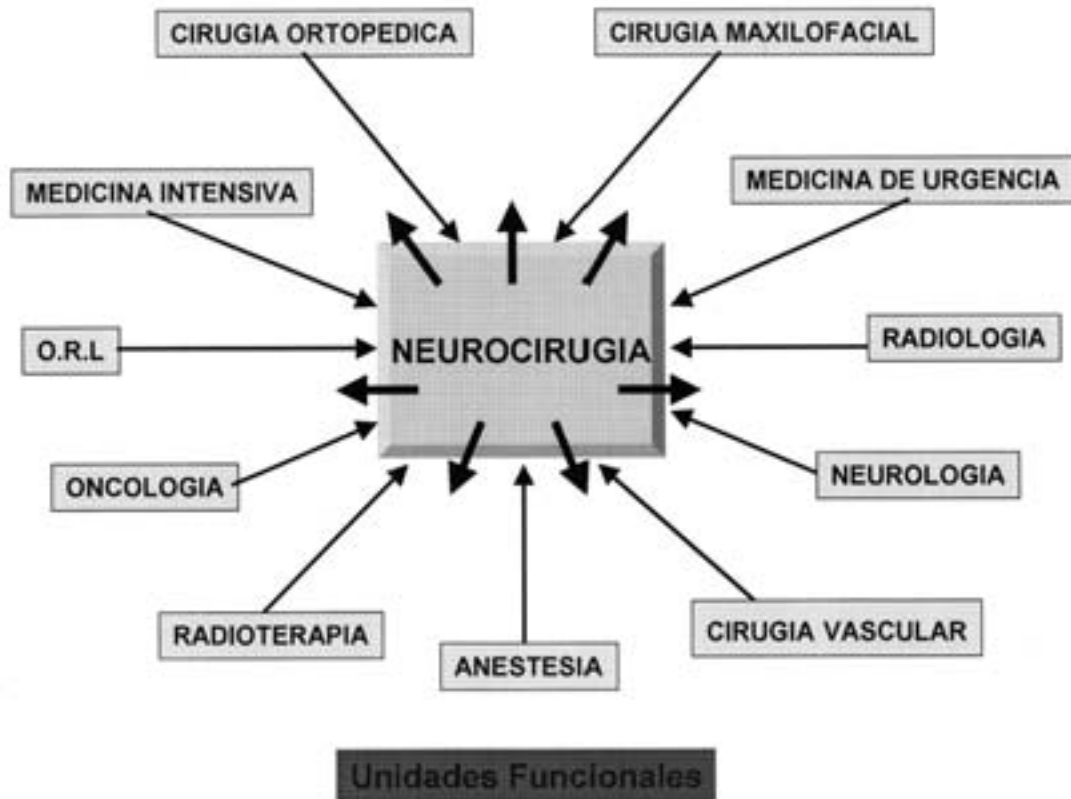 CIRUGIA ORTOPEDICA
CIRUGIA MAXILOFACIAL
MEDICINA INTENSIVA
MEDICINA DE URGENCIA
O.R.L
NEUROCIRUGIA
RADIOLOGIA
ONCOLOGIA
NEUROLOGIA
RADIOTERAPIA
ANESTESIA
CIRUGIA VASCULAR
Unidades Funcionales